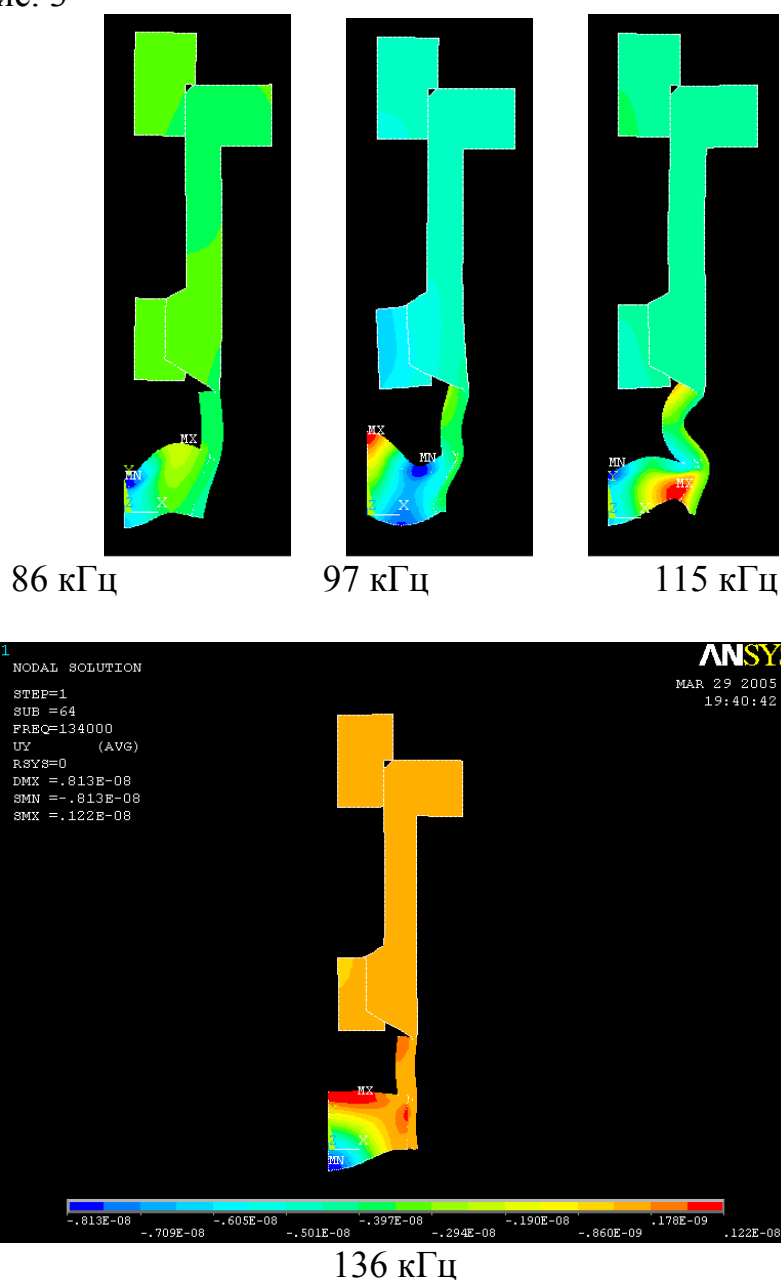 ис. 3
MX
MN
Y
Z
X
MX
MN
Z
X
MN
Y
MX
Z
X
86 кГц
97 кГц
115 кГц
1
NODAL SOLUTION
ANSYS
STEP=1
MAR 29 2005
SUB =64
19:40:42
FREQ=134000
UY (AVG)
RSYS=0
DMX =.813E-08
SMN =-.813E-08
SMX =.122E-08
MX
X
MN
-.813E-08 -.605E-08 -.397E-08 -.190E-08 .178E-09
-.709E-08 -.501E-08 -.294E-08 -.860E-09 .122E-08
136 кГц